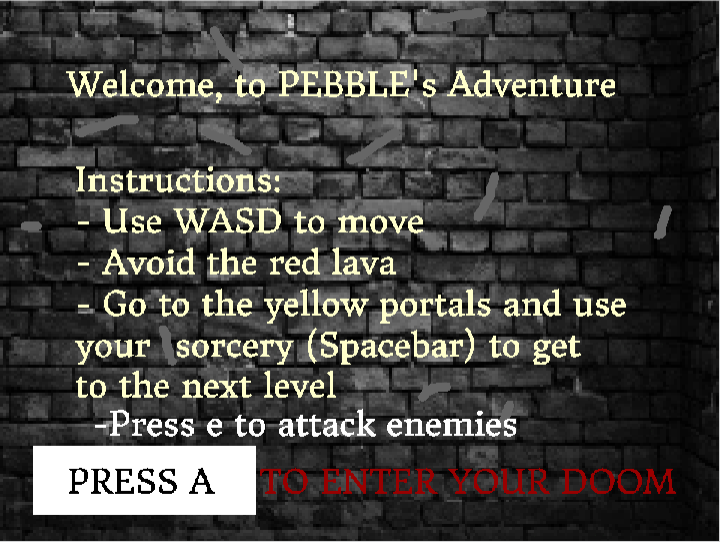 Welcome, to PEBBLE's Adventure
Instructions:
- Use WASD to move
- Avoid the red lava
- Go to the yellow portals and use
your sorcery (Spacebar) to get
to the next level
-Press e to attack enemies
PRESS A TO ENTER YOUR DOOM